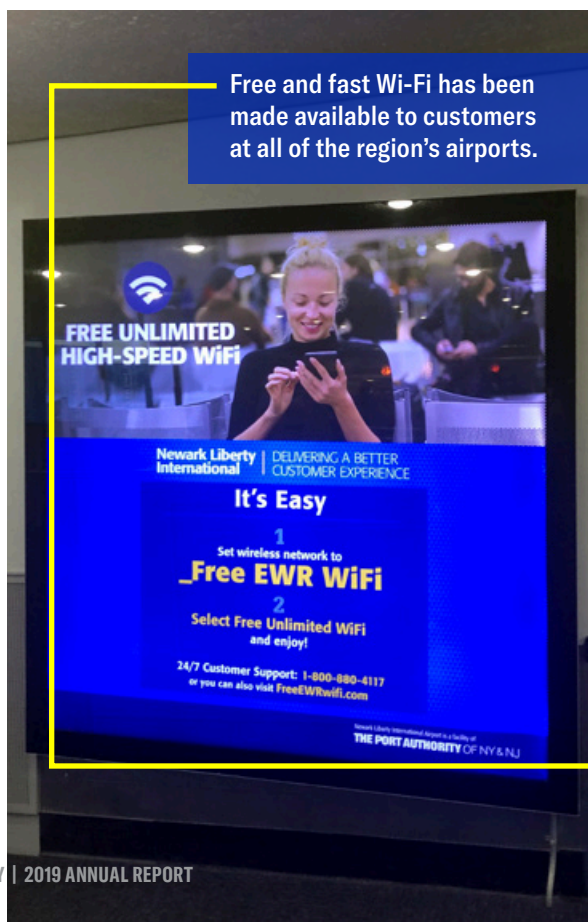 Free and fast Wi-Fi has been
made available to customers
at all of the region's airports.
FREE UNLIMITED
HIGH-SPEED WiFi
Newark Liberty
International
DELIVERING A BETTER
CUSTOMER EXPERIENCE
It's Easy
1
Set wireless network to
_Free EWR WiFi
2
Select Free Unlimited WiFi
and enjoy!
24/7 Customer Support: 1-800-880-4117
or you can also visit FreeEWRwifi.com
Newark Liberty International Airport is a facility of
THE PORT AUTHORITY OF NY & NJ
Y | 2019 ANNUAL REPORT